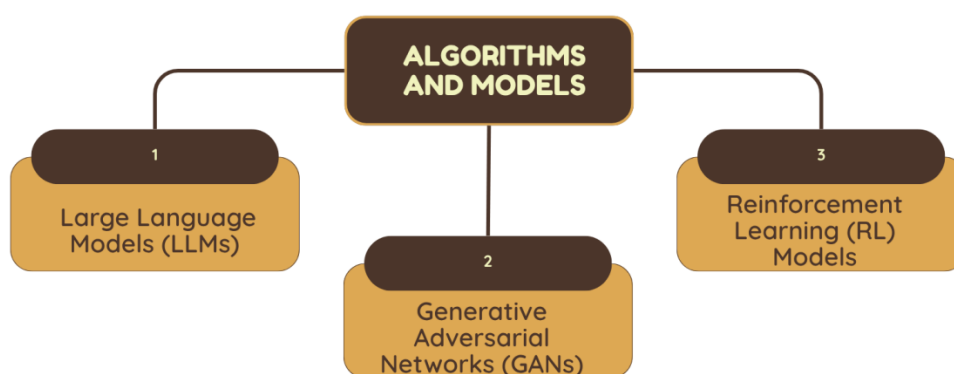 ALGORITHMS
AND MODELS
1
Large Language
Models (LLMs)
2
Generative
Adversarial
Networks (GANs)
3
Reinforcement
Learning (RL)
Models